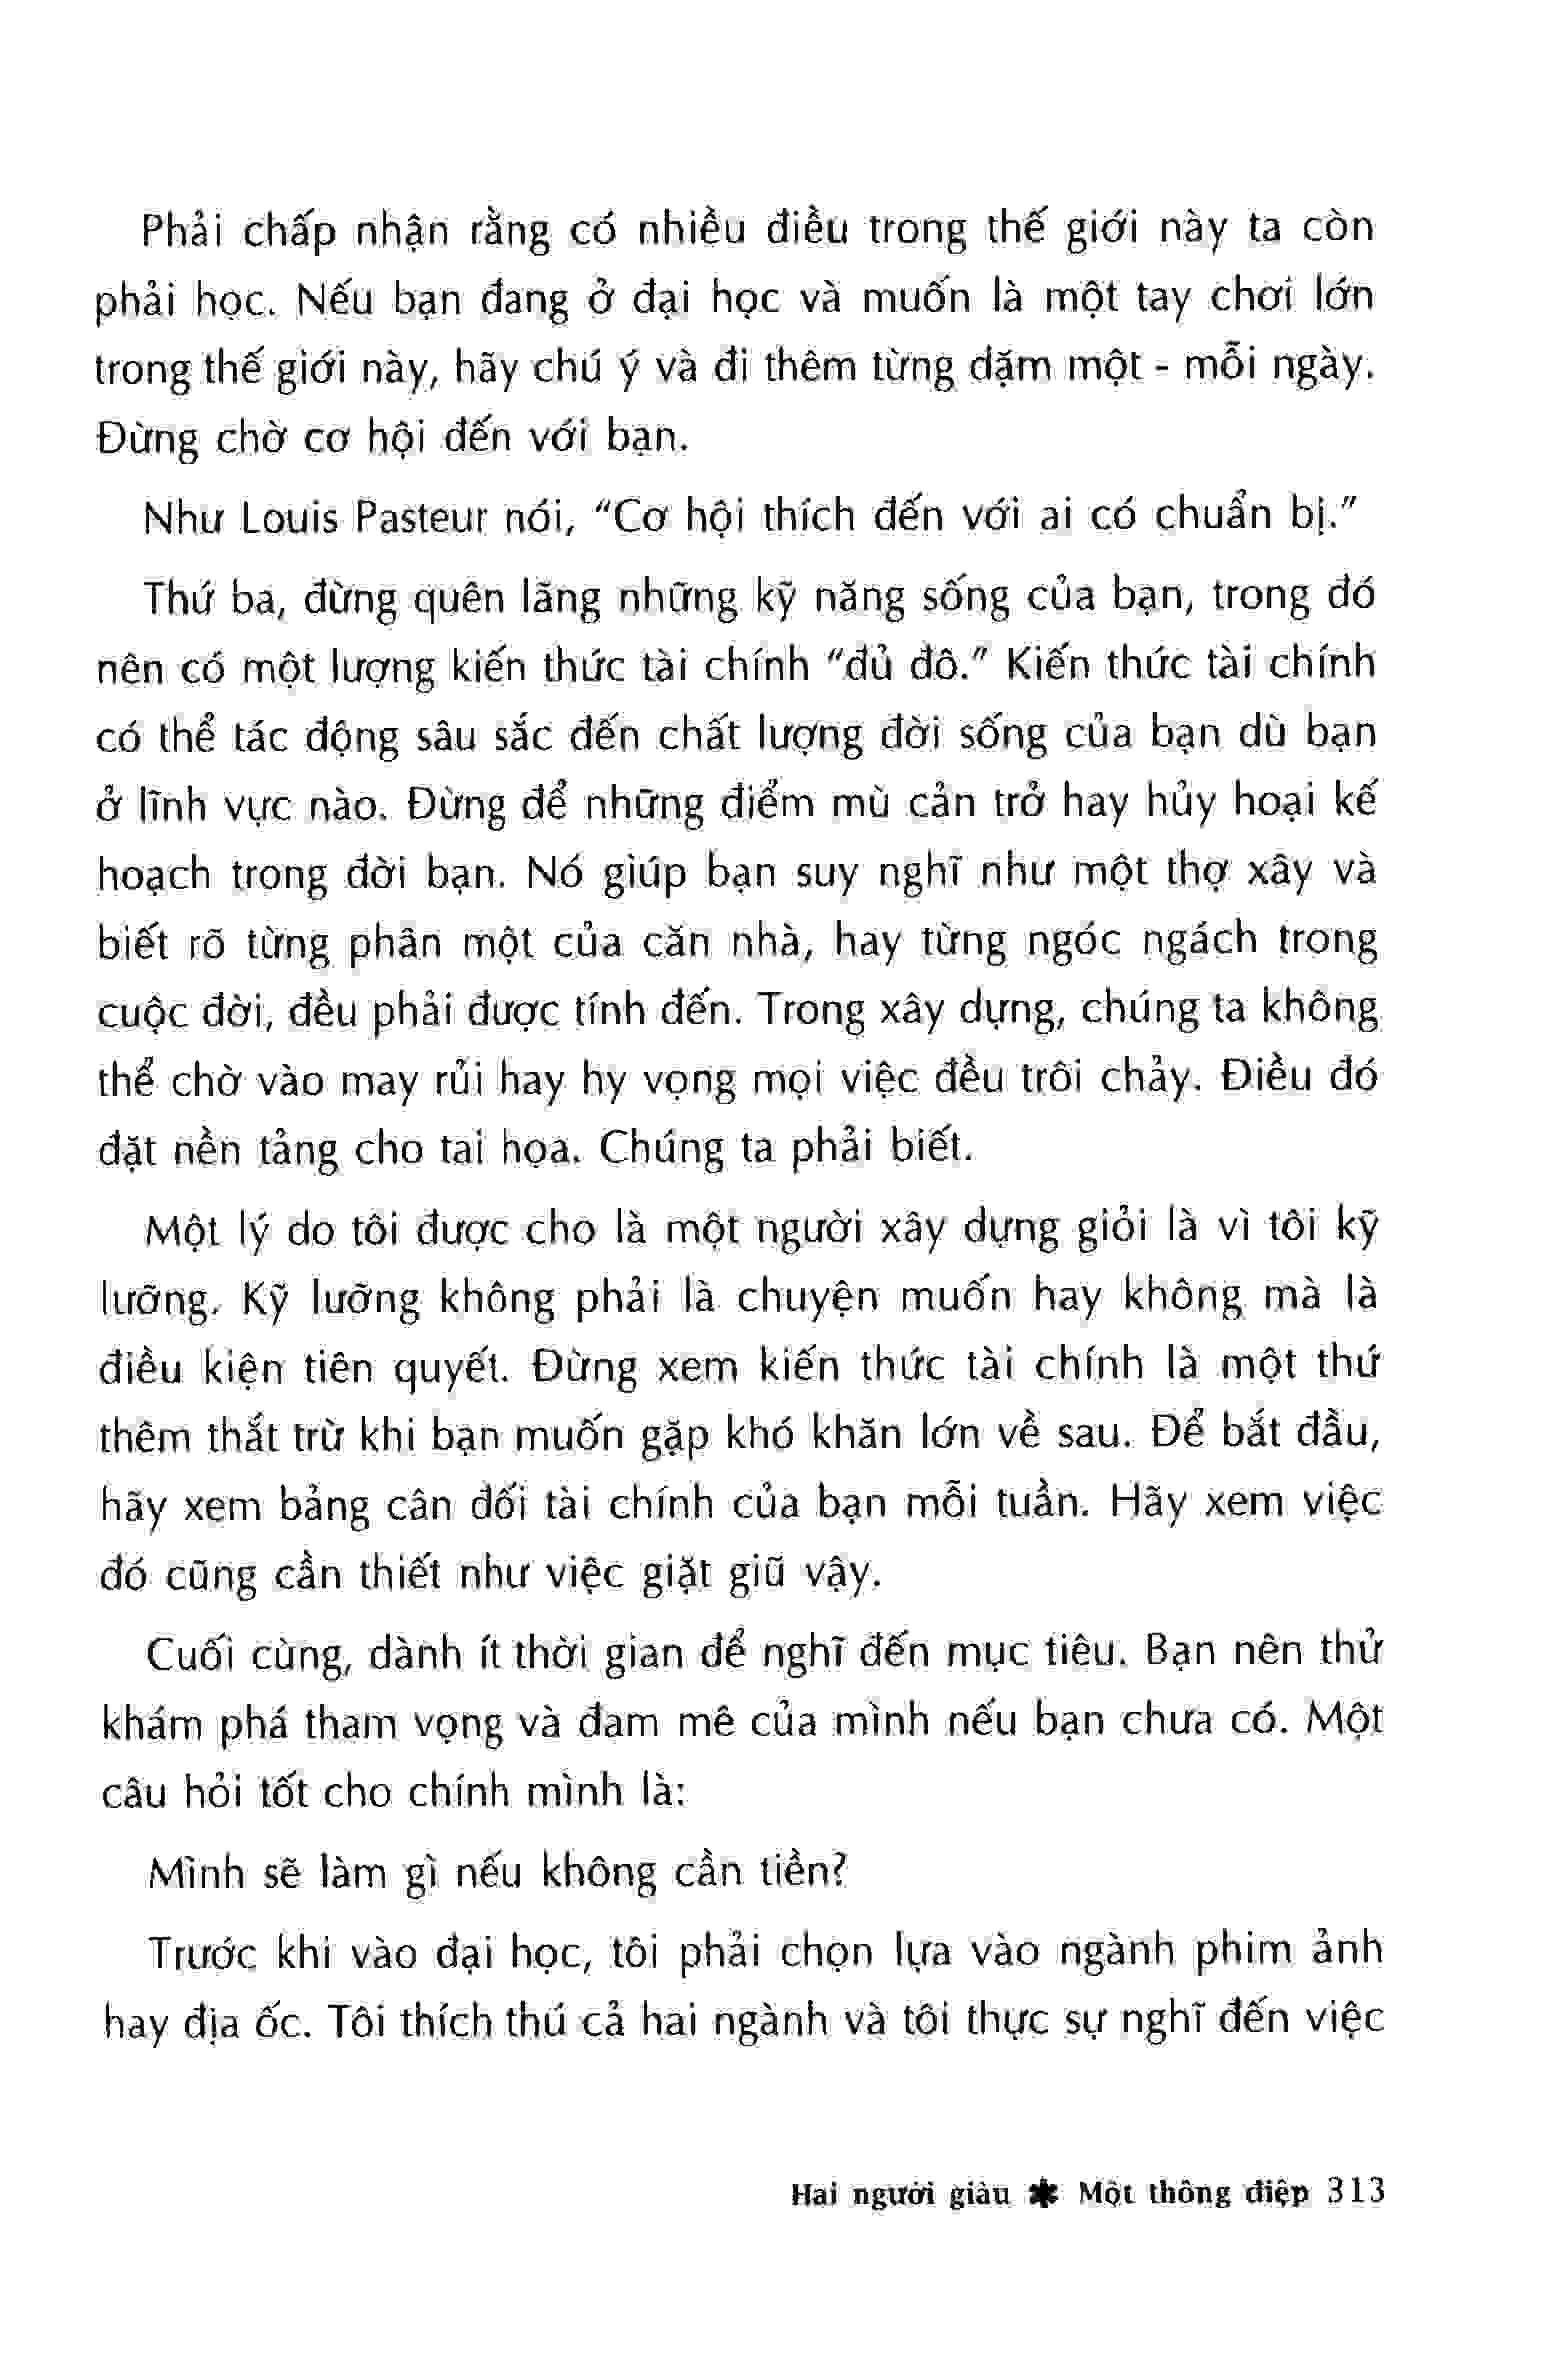 Phải chấp nhận rằng có nhiều điều trong thế giới này ta còn
phải học. Nếu bạn đang ở đại học và muốn là một tay chơi lớn
trong thế giới này, hãy chú ý và đi thêm từng dặm một - mỗi ngày.
Đừng chờ cơ hội đến với bạn.
Như Louis Pasteur nói, “Cơ hội thích đến với ai có chuẩn bị.”
Thứ ba, đừng quên lãng những kỹ năng sống của bạn, trong đó
nên có một lượng kiến thức tài chính “đủ đô.” Kiến thức tài chính
có thể tác động sâu sắc đến chất lượng đời sống của bạn dù bạn
ở lĩnh vực nào. Đừng để những điểm mù cản trở hay hủy hoại kế
hoạch trong đời bạn. Nó giúp bạn suy nghĩ như một thợ xây và
biết rõ từng phân một của căn nhà, hay từng ngóc ngách trong
cuộc đời, đều phải được tính đến. Trong xây dựng, chúng ta không
thể chờ vào may rủi hay hy vọng mọi việc đều trôi chảy. Điều đó
đặt nền tảng cho tai họa. Chúng ta phải biết.
Một lý do tôi được cho là một người xây dựng giỏi là vì tôi kỹ
lưỡng. Kỹ lưỡng không phải là chuyện muốn hay không mà là
điều kiện tiên quyết. Đừng xem kiến thức tài chính là một thứ
thêm thắt trừ khi bạn muốn gặp khó khăn lớn về sau. Để bắt đầu,
hãy xem bảng cân đối tài chính của bạn mỗi tuần. Hãy xem việc
đó cũng cần thiết như việc giặt giũ vậy.
Cuối cùng, dành ít thời gian để nghĩ đến mục tiêu. Bạn nên thử
khám phá tham vọng và đam mê của mình nếu bạn chưa có. Một
câu hỏi tốt cho chính mình là:
Mình sẽ làm gì nếu không cần tiền?
Trước khi vào đại học, tôi phải chọn lựa vào ngành phim ảnh
hay địa ốc. Tôi thích thú cả hai ngành và tôi thực sự nghĩ đến việc
Hai người giàu ✱ Một thông điệp 313